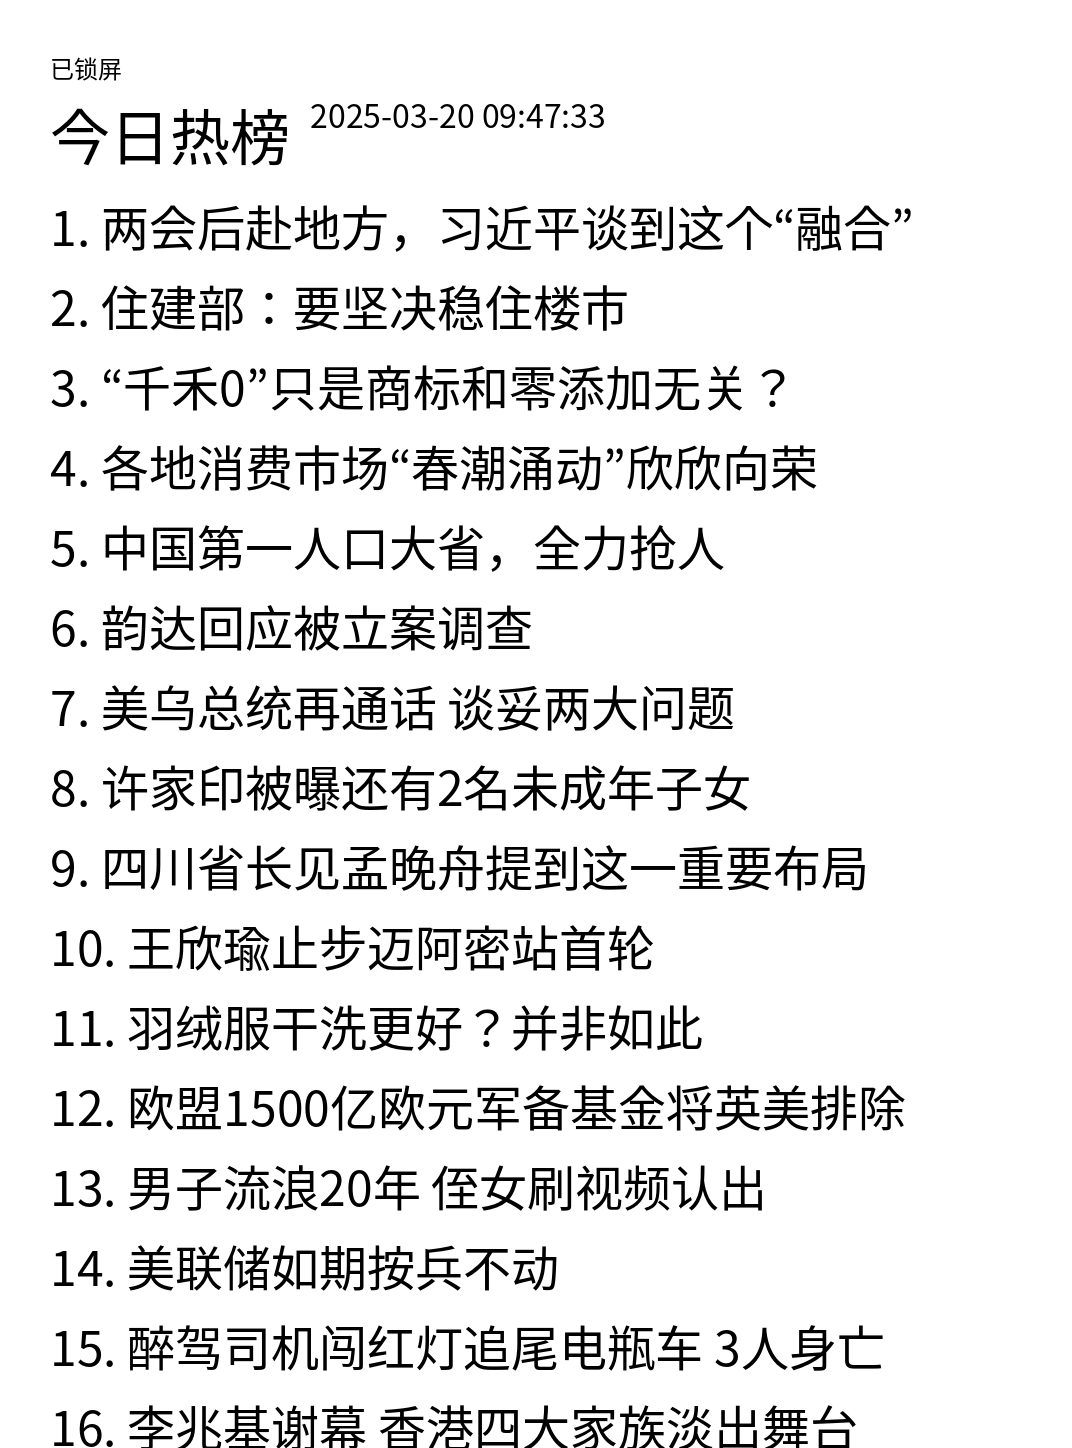 已锁屏
今日热榜 2025-03-20 09:47:33
1. 两会后赴地方，习近平谈到这个“融合”
2. 住建部：要坚决稳住楼市
3. “千禾0”只是商标和零添加无关？
4. 各地消费市场“春潮涌动”欣欣向荣
5. 中国第一人口大省，全力抢人
6. 韵达回应被立案调查
7. 美乌总统再通话 谈妥两大问题
8. 许家印被曝还有2名未成年子女
9. 四川省长见孟晚舟提到这一重要布局
10. 王欣瑜止步迈阿密站首轮
11. 羽绒服干洗更好？并非如此
12. 欧盟1500亿欧元军备基金将英美排除
13. 男子流浪20年 侄女刷视频认出
14. 美联储如期按兵不动
15. 醉驾司机闯红灯追尾电瓶车 3人身亡
16. 李兆基谢幕 香港四大家族淡出舞台